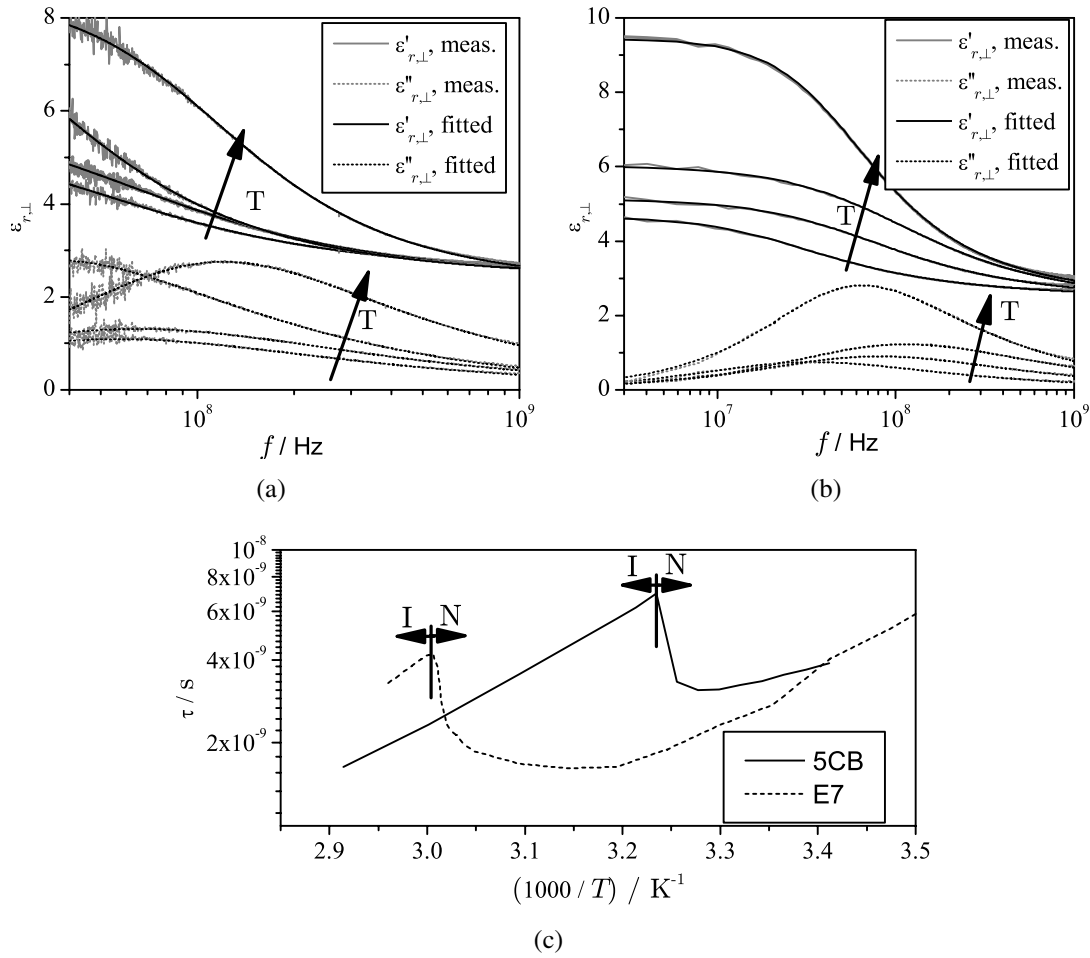 8
6
4
2
0
ε_{r,⊥}
ε'_{r,⊥}, meas.
ε''_{r,⊥}, meas.
ε'_{r,⊥}, fitted
ε''_{r,⊥}, fitted
T
T
10^8
10^9
f / Hz
(a)
10
8
6
4
2
0
ε_{r,⊥}
ε'_{r,⊥}, meas.
ε''_{r,⊥}, meas.
ε'_{r,⊥}, fitted
ε''_{r,⊥}, fitted
T
T
10^7
10^8
10^9
f / Hz
(b)
10^-8
8x10^-9
6x10^-9
4x10^-9
2x10^-9
τ / s
I N
I N
5CB
E7
2.9 3.0 3.1 3.2 3.3 3.4 3.5
(1000 / T) / K^-1
(c)